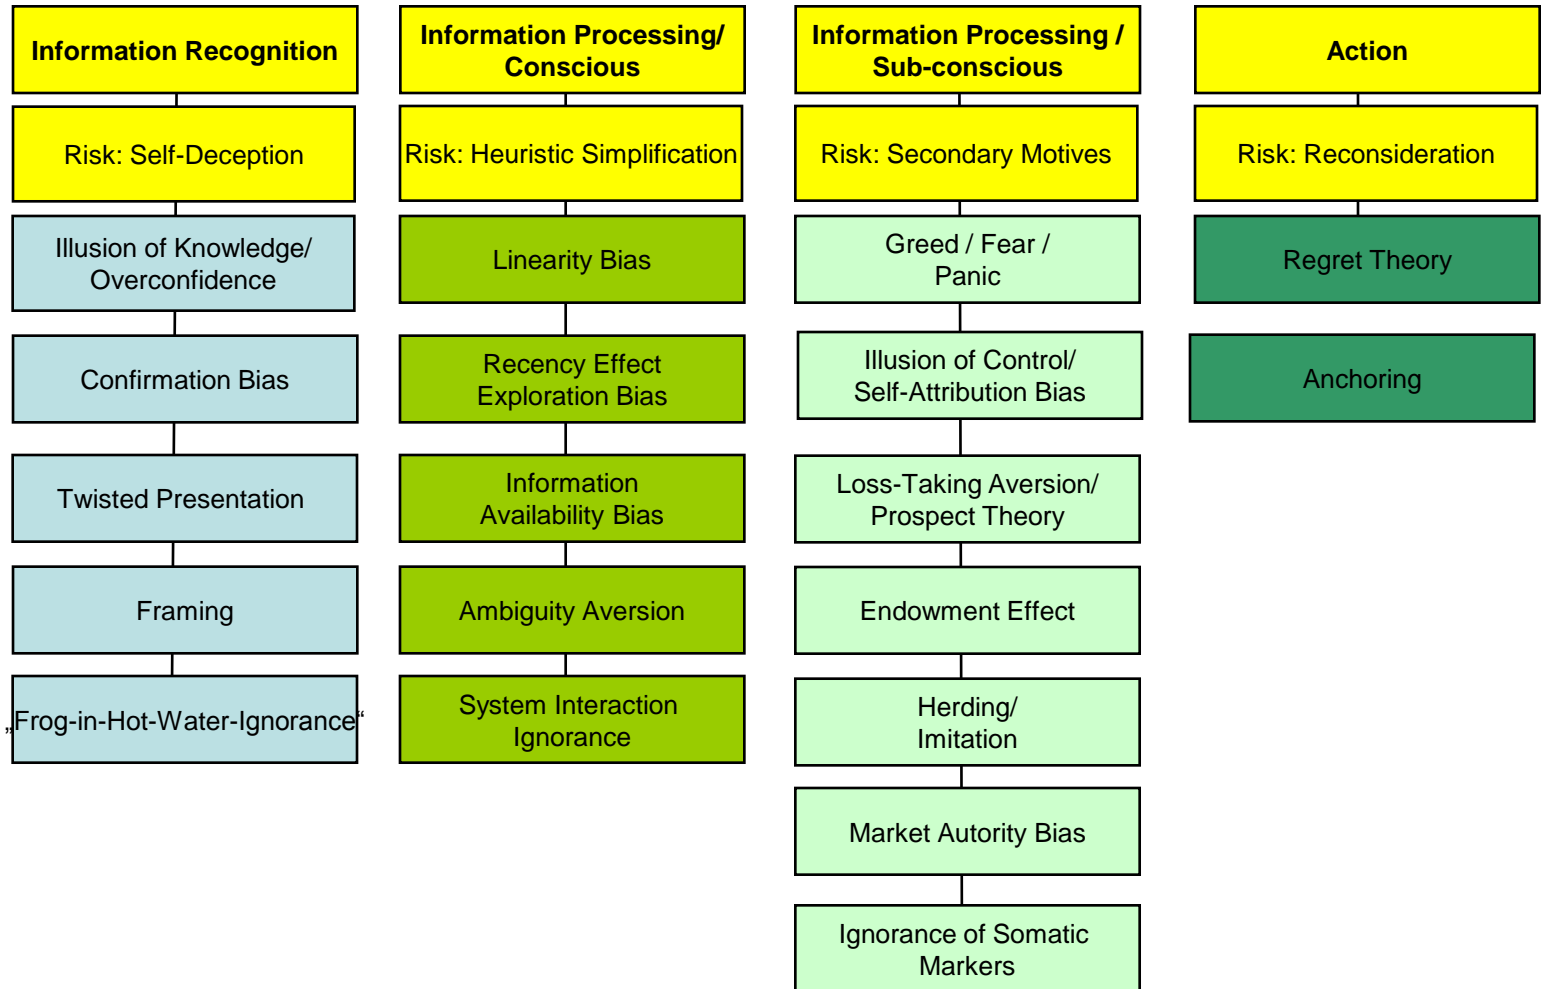 Information Recognition
Risk: Self-Deception
Illusion of Knowledge/
Overconfidence
Confirmation Bias
Twisted Presentation
Framing
„Frog-in-Hot-Water-Ignorance“
Information Processing/
Conscious
Risk: Heuristic Simplification
Linearity Bias
Recency Effect
Exploration Bias
Information
Availability Bias
Ambiguity Aversion
System Interaction
Ignorance
Information Processing /
Sub-conscious
Risk: Secondary Motives
Greed / Fear /
Panic
Illusion of Control/
Self-Attribution Bias
Loss-Taking Aversion/
Prospect Theory
Endowment Effect
Herding/
Imitation
Market Autority Bias
Ignorance of Somatic
Markers
Action
Risk: Reconsideration
Regret Theory
Anchoring